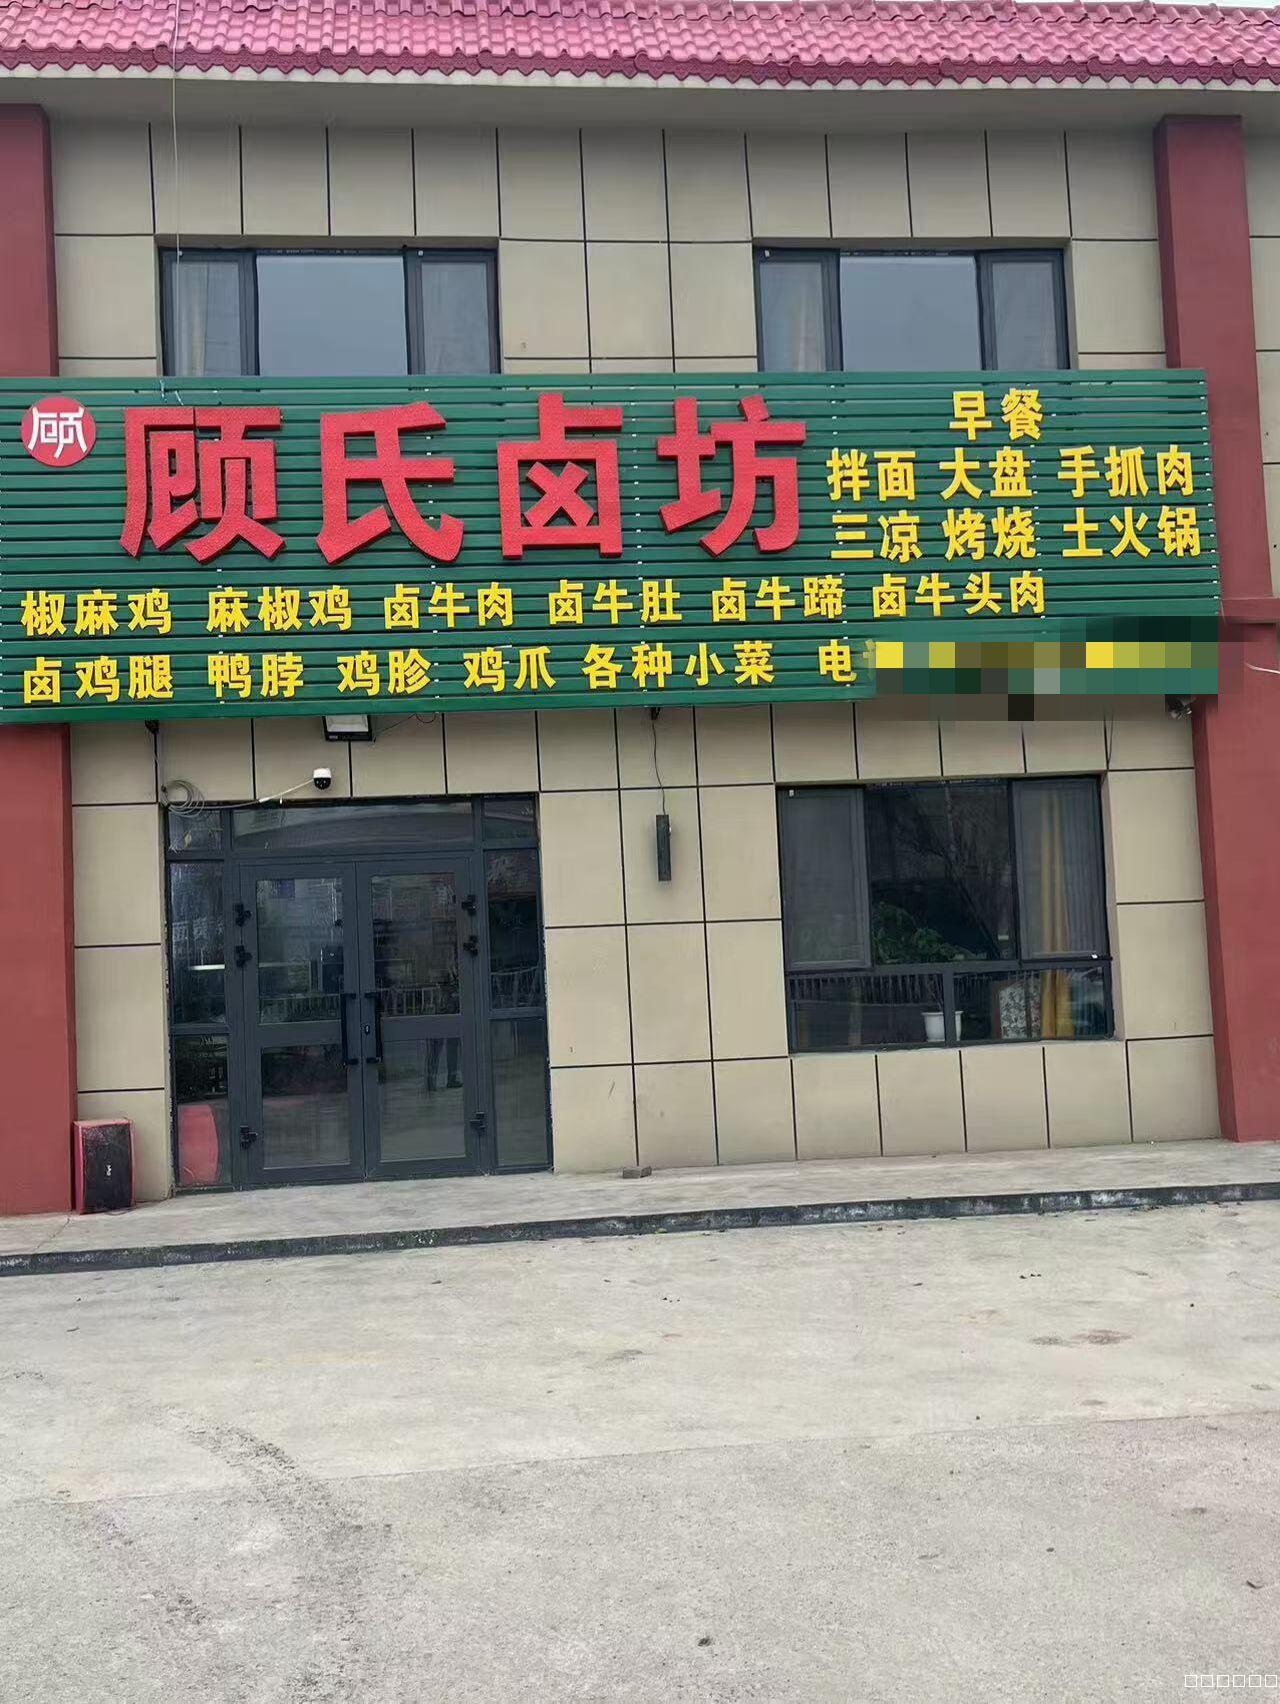 顾
顾氏卤坊
早餐
拌面 大盘 手抓肉
三凉 烤烧 土火锅
椒麻鸡 麻椒鸡 卤牛肉 卤牛肚 卤牛蹄 卤牛头肉
卤鸡腿 鸭脖 鸡胗 鸡爪 各种小菜 电